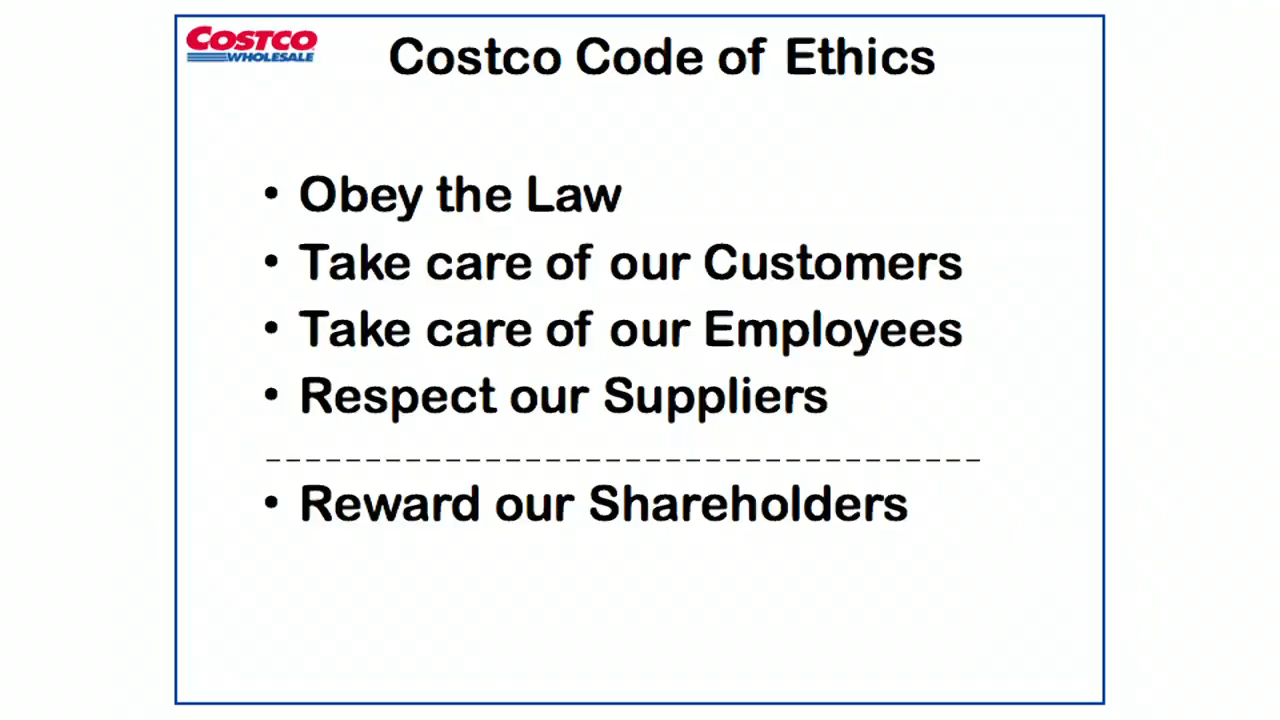 COSTCO
WHOLESALE
Costco Code of Ethics
• Obey the Law
• Take care of our Customers
• Take care of our Employees
• Respect our Suppliers
------------------------------------
• Reward our Shareholders